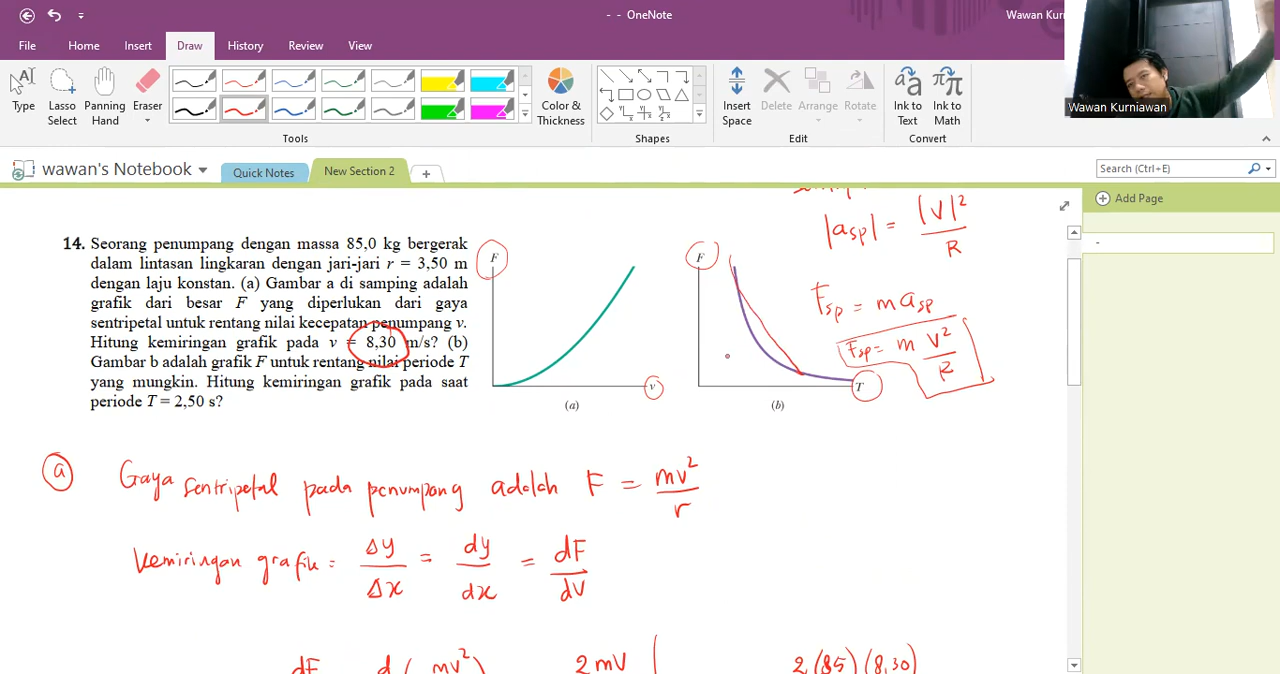 - - OneNote
Wawan Kurn
File Home Insert Draw History Review View
Type
Lasso Select
Panning Hand
Eraser
Color & Thickness
Insert Space
Delete
Arrange
Rotate
Ink to Text
Ink to Math
Tools
Shapes
Edit
Convert
Wawan Kurniawan
wawan's Notebook
Quick Notes
New Section 2
Search (Ctrl+E)
Add Page
-
|asp| = |V|²/R
Fsp = m asp
Fsp = m V²/R
14. Seorang penumpang dengan massa 85,0 kg bergerak
dalam lintasan lingkaran dengan jari-jari r = 3,50 m
dengan laju konstan. (a) Gambar a di samping adalah
grafik dari besar F yang diperlukan dari gaya
sentripetal untuk rentang nilai kecepatan penumpang v.
Hitung kemiringan grafik pada v = 8,30 m/s? (b)
Gambar b adalah grafik F untuk rentang nilai periode T
yang mungkin. Hitung kemiringan grafik pada saat
periode T = 2,50 s?
F
v
(a)
F
T
(b)
a Gaya sentripetal pada penumpang adalah F = mv²/r
Kemiringan grafik = Δy/Δx = dy/dx = dF/dV
dF d(mv²) 2mV | 2(85)(8,30)